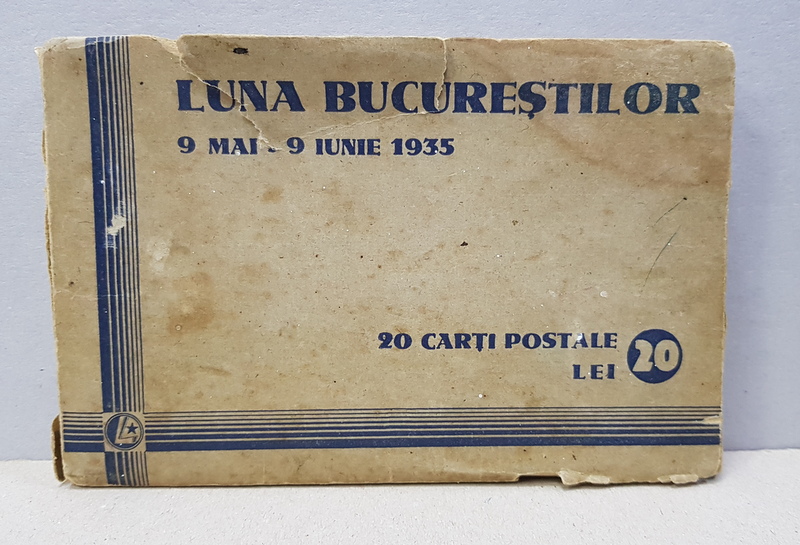 LUNA BUCUREȘTILOR
9 MAI - 9 IUNIE 1935
20 CARȚI POSTALE
LEI 20
L